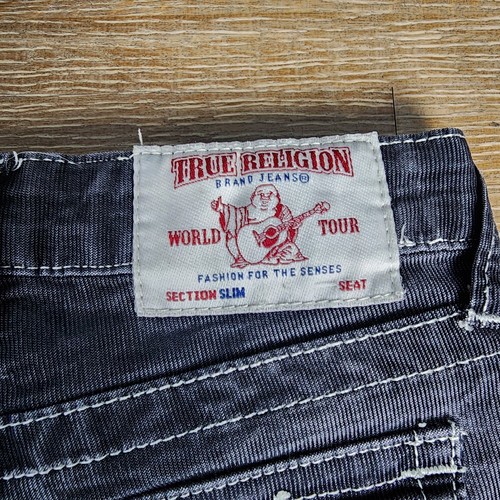 TRUE RELIGION
BRAND JEANS®
WORLD TOUR
FASHION FOR THE SENSES
SECTION SLIM SEAT